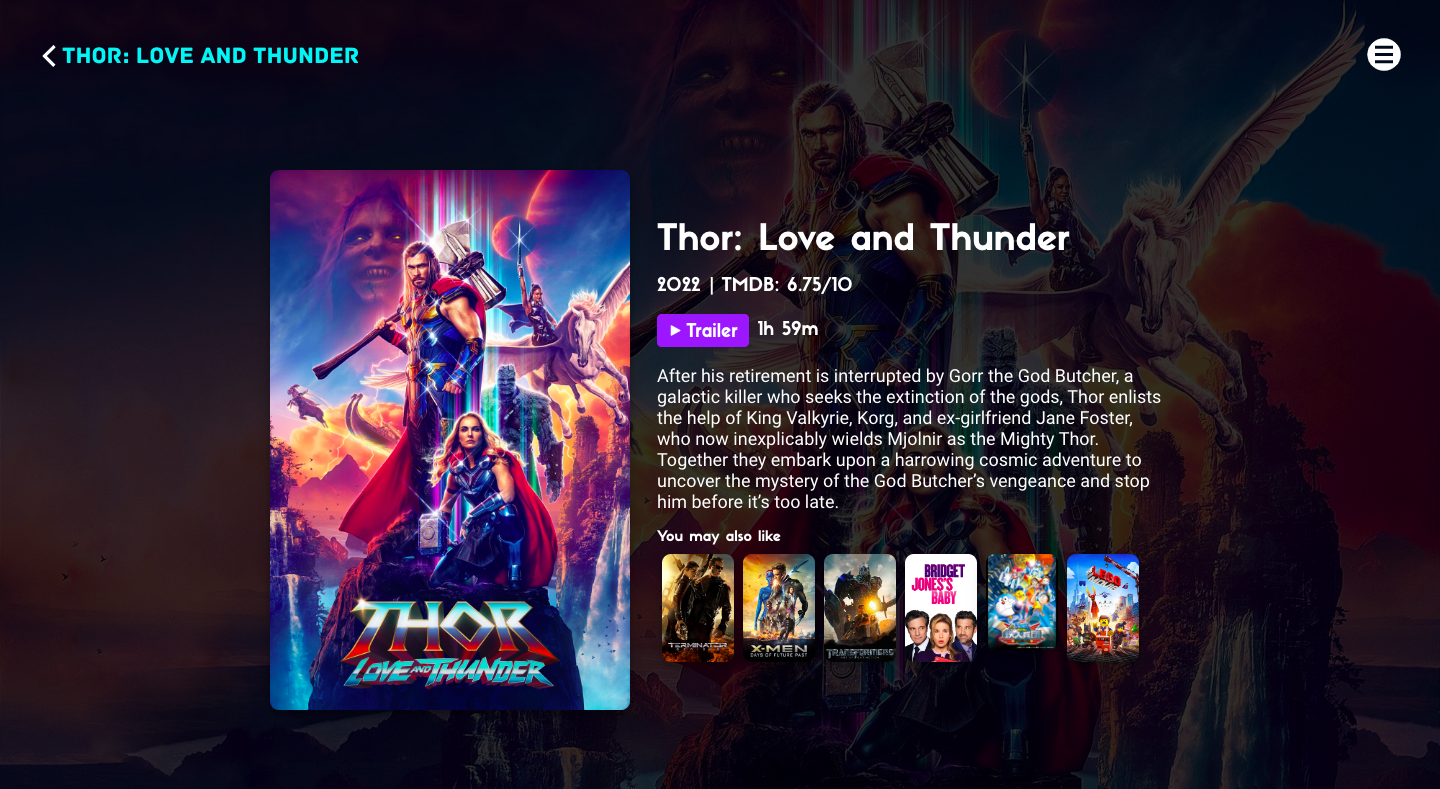 THOR: LOVE AND THUNDER
Thor: Love and Thunder
2022 | TMDB: 6.75/10
Trailer 1h 59m
After his retirement is interrupted by Gorr the God Butcher, a
galactic killer who seeks the extinction of the gods, Thor enlists
the help of King Valkyrie, Korg, and ex-girlfriend Jane Foster,
who now inexplicably wields Mjolnir as the Mighty Thor.
Together they embark upon a harrowing cosmic adventure to
uncover the mystery of the God Butcher’s vengeance and stop
him before it’s too late.
You may also like
THOR
LOVE AND THUNDER
TERMINATOR
X-MEN
DAYS OF FUTURE PAST
TRANSFORMERS
BRIDGET
JONES'S
BABY